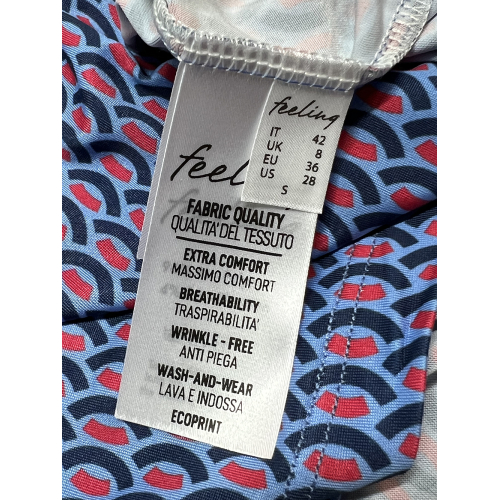 feeling
IT 42
UK 8
EU 36
US 28
S
feeling
FABRIC QUALITY
QUALITA' DEL TESSUTO
EXTRA COMFORT
MASSIMO COMFORT
BREATHABILITY
TRASPIRABILITA'
WRINKLE - FREE
ANTI PIEGA
WASH-AND-WEAR
LAVA E INDOSSA
ECOPRINT